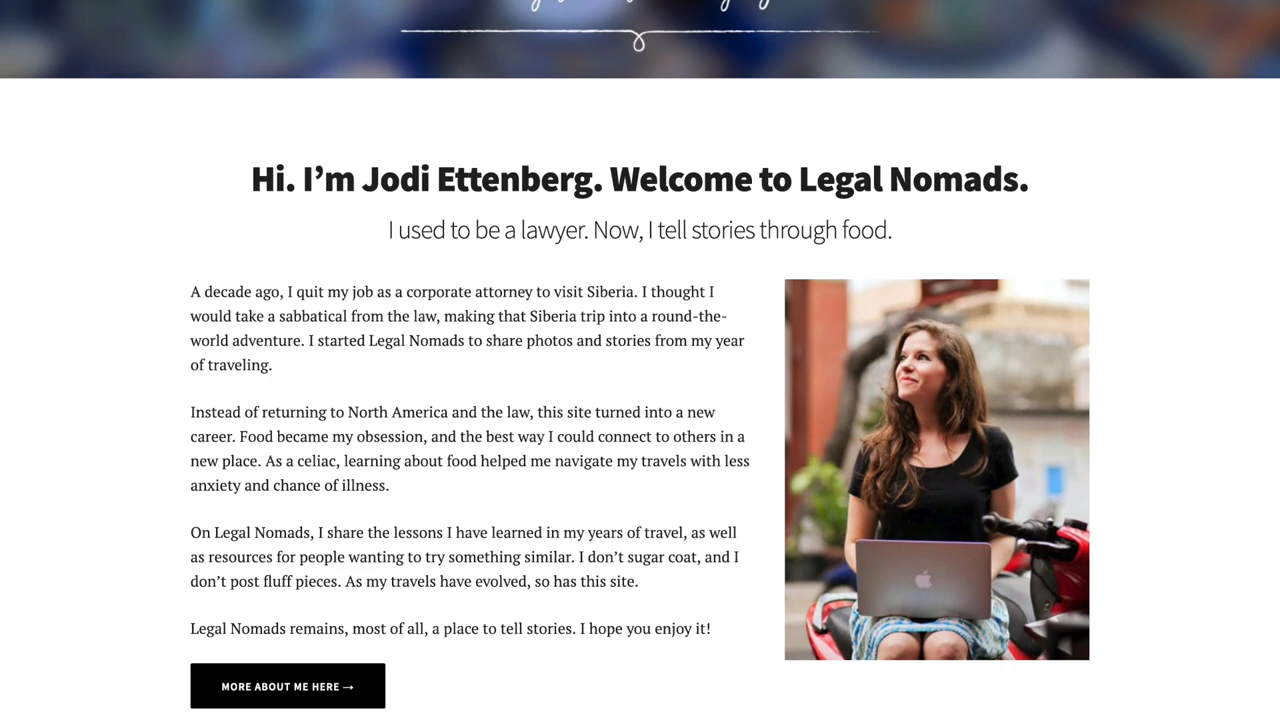 Hi. I’m Jodi Ettenberg. Welcome to Legal Nomads.
I used to be a lawyer. Now, I tell stories through food.
A decade ago, I quit my job as a corporate attorney to visit Siberia. I thought I
would take a sabbatical from the law, making that Siberia trip into a round-the-
world adventure. I started Legal Nomads to share photos and stories from my year
of traveling.
Instead of returning to North America and the law, this site turned into a new
career. Food became my obsession, and the best way I could connect to others in a
new place. As a celiac, learning about food helped me navigate my travels with less
anxiety and chance of illness.
On Legal Nomads, I share the lessons I have learned in my years of travel, as well
as resources for people wanting to try something similar. I don’t sugar coat, and I
don’t post fluff pieces. As my travels have evolved, so has this site.
Legal Nomads remains, most of all, a place to tell stories. I hope you enjoy it!
MORE ABOUT ME HERE →